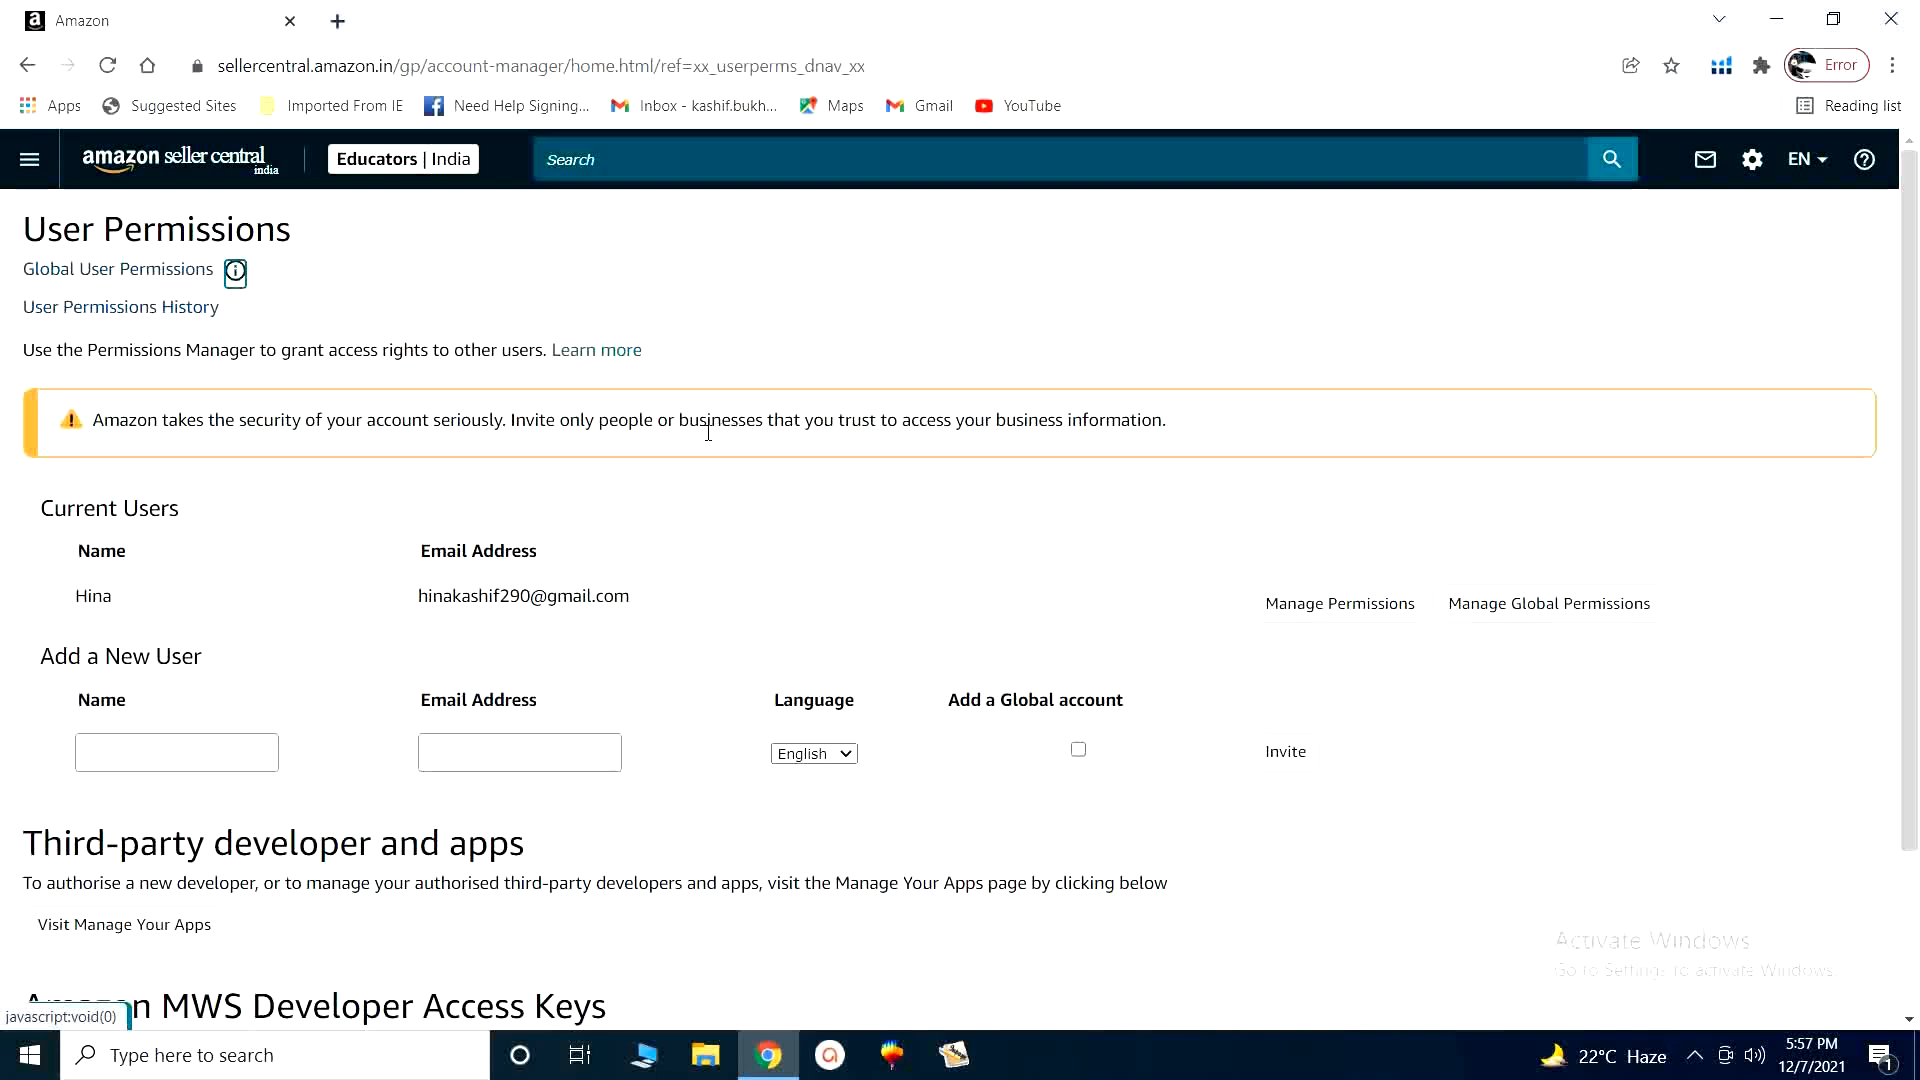 Amazon
sellercentral.amazon.in/gp/account-manager/home.html/ref=xx_userperms_dnav_xx
Error
Apps Suggested Sites Imported From IE Need Help Signing... Inbox - kashif.bukh... Maps Gmail YouTube Reading list
amazon seller central india Educators | India Search EN
User Permissions
Global User Permissions
User Permissions History
Use the Permissions Manager to grant access rights to other users. Learn more
Amazon takes the security of your account seriously. Invite only people or businesses that you trust to access your business information.
Current Users
Name Email Address
Hina hinakashif290@gmail.com Manage Permissions Manage Global Permissions
Add a New User
Name Email Address Language Add a Global account
English Invite
Third-party developer and apps
To authorise a new developer, or to manage your authorised third-party developers and apps, visit the Manage Your Apps page by clicking below
Visit Manage Your Apps
Activate Windows
Go to Settings to activate Windows.
Amazon MWS Developer Access Keys
javascript:void(0)
Type here to search
22°C Haze
5:57 PM
12/7/2021
1